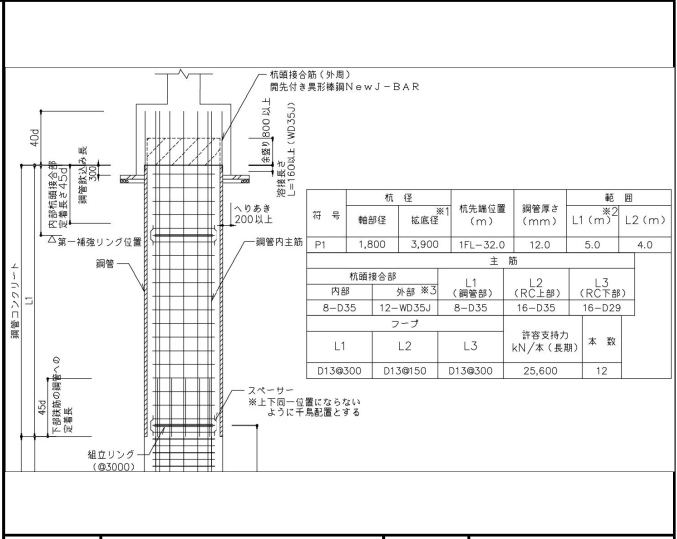 杭頭接合筋(外周)
開先付き異形棒鋼NewJ-BAR
40d
余盛り800以上
溶接長さ
L=160以上(WD35J)
鋼管飲込み長
300
内部杭頭接合部
定着長さ45d
へりあき
200以上
△第一補強リング位置
鋼管内主筋
鋼管
鋼管コンクリート
L1
45d
下部鉄筋の鋼管への
定着長
スペーサー
※上下同一位置にならない
ように千鳥配置とする
組立リング
(@3000)
符 号 杭 径 杭先端位置(m) 鋼管厚さ(mm) 範 囲
軸部径 拡底径※1 L1(m)※2 L2(m)
P1 1,800 3,900 1FL-32.0 12.0 5.0 4.0
主 筋
杭頭接合部 L1(鋼管部) L2(RC上部) L3(RC下部)
内部 外部 ※3
8-D35 12-WD35J 8-D35 16-D35 16-D29
フープ 許容支持力 kN/本(長期) 本 数
L1 L2 L3
D13@300 D13@150 D13@300 25,600 12